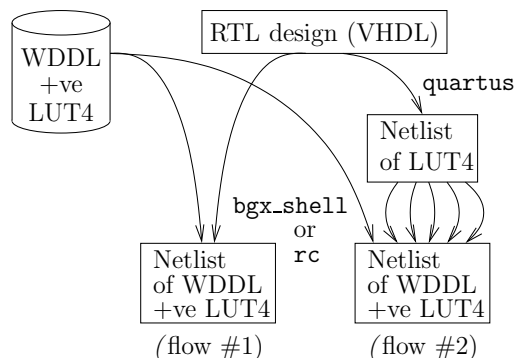 RTL design (VHDL)
WDDL
+ve
LUT4
quartus
Netlist
of LUT4
bgx_shell
or
rc
Netlist
of WDDL
+ve LUT4
Netlist
of WDDL
+ve LUT4
(flow #1)
(flow #2)